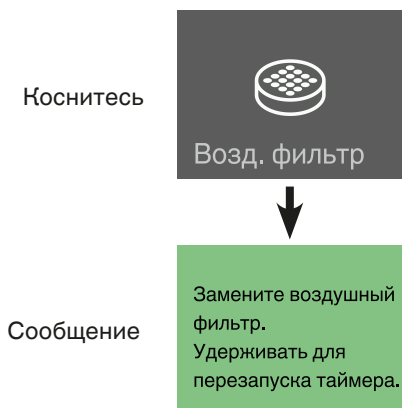 Коснитесь
Возд. фильтр
Сообщение
Замените воздушный
фильтр.
Удерживать для
перезапуска таймера.